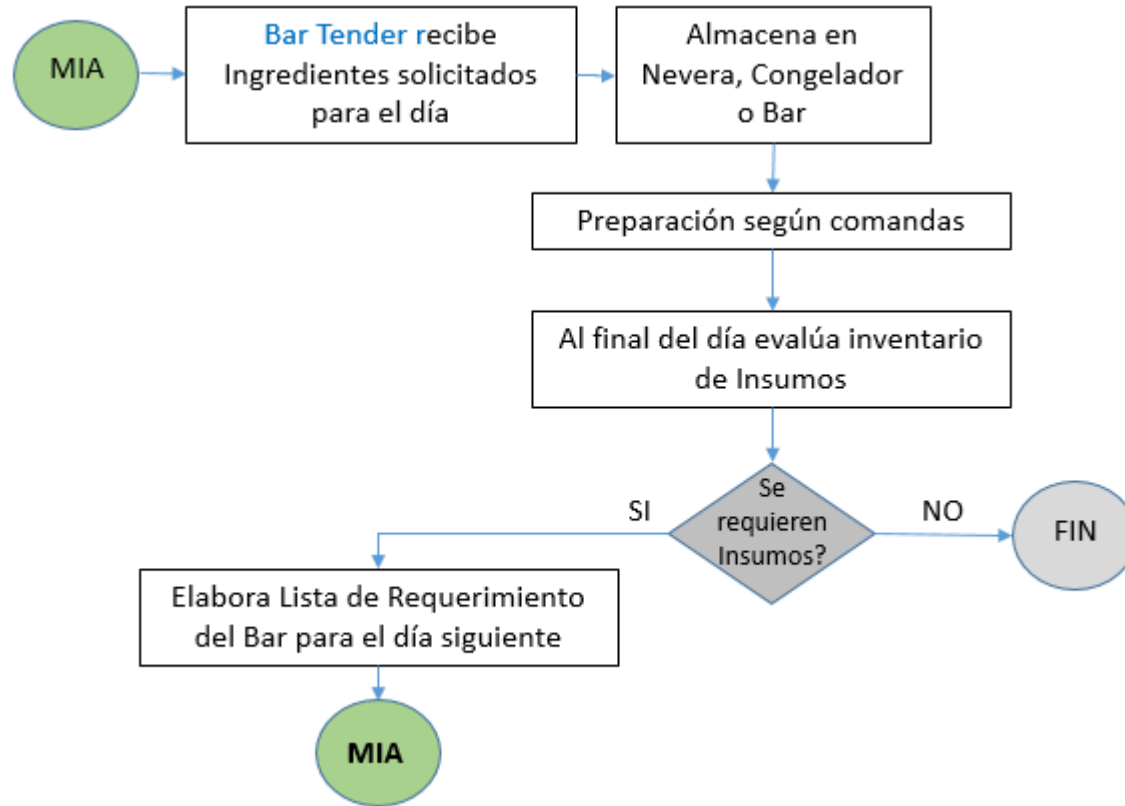 MIA
Bar Tender recibe
Ingredientes solicitados
para el día
Almacena en
Nevera, Congelador
o Bar
Preparación según comandas
Al final del día evalúa inventario
de Insumos
Se
requieren
Insumos?
SI
NO
FIN
Elabora Lista de Requerimiento
del Bar para el día siguiente
MIA